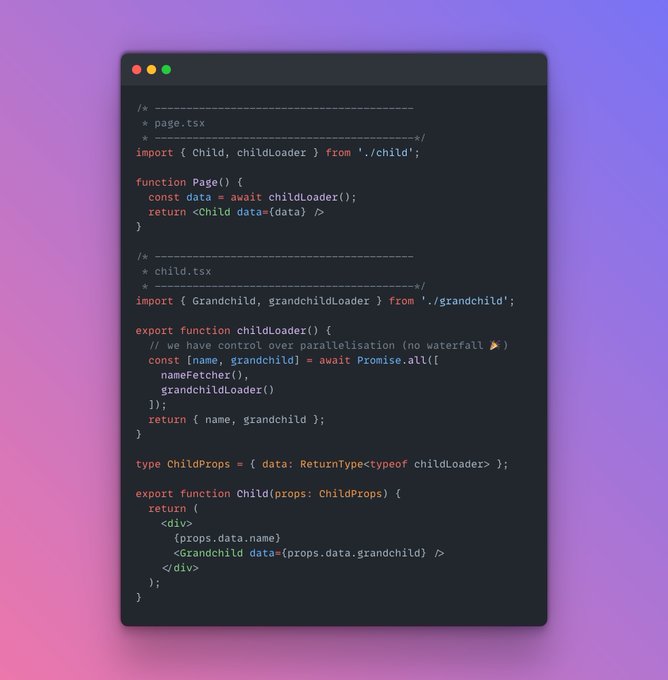 /* -----------------------------------------
 * page.tsx
 * -----------------------------------------*/
import { Child, childLoader } from './child';

function Page() {
  const data = await childLoader();
  return <Child data={data} />
}

/* -----------------------------------------
 * child.tsx
 * -----------------------------------------*/
import { Grandchild, grandchildLoader } from './grandchild';

export function childLoader() {
  // we have control over parallelisation (no waterfall 🎉)
  const [name, grandchild] = await Promise.all([
    nameFetcher(),
    grandchildLoader()
  ]);
  return { name, grandchild };
}

type ChildProps = { data: ReturnType<typeof childLoader> };

export function Child(props: ChildProps) {
  return (
    <div>
      {props.data.name}
      <Grandchild data={props.data.grandchild} />
    </div>
  );
}